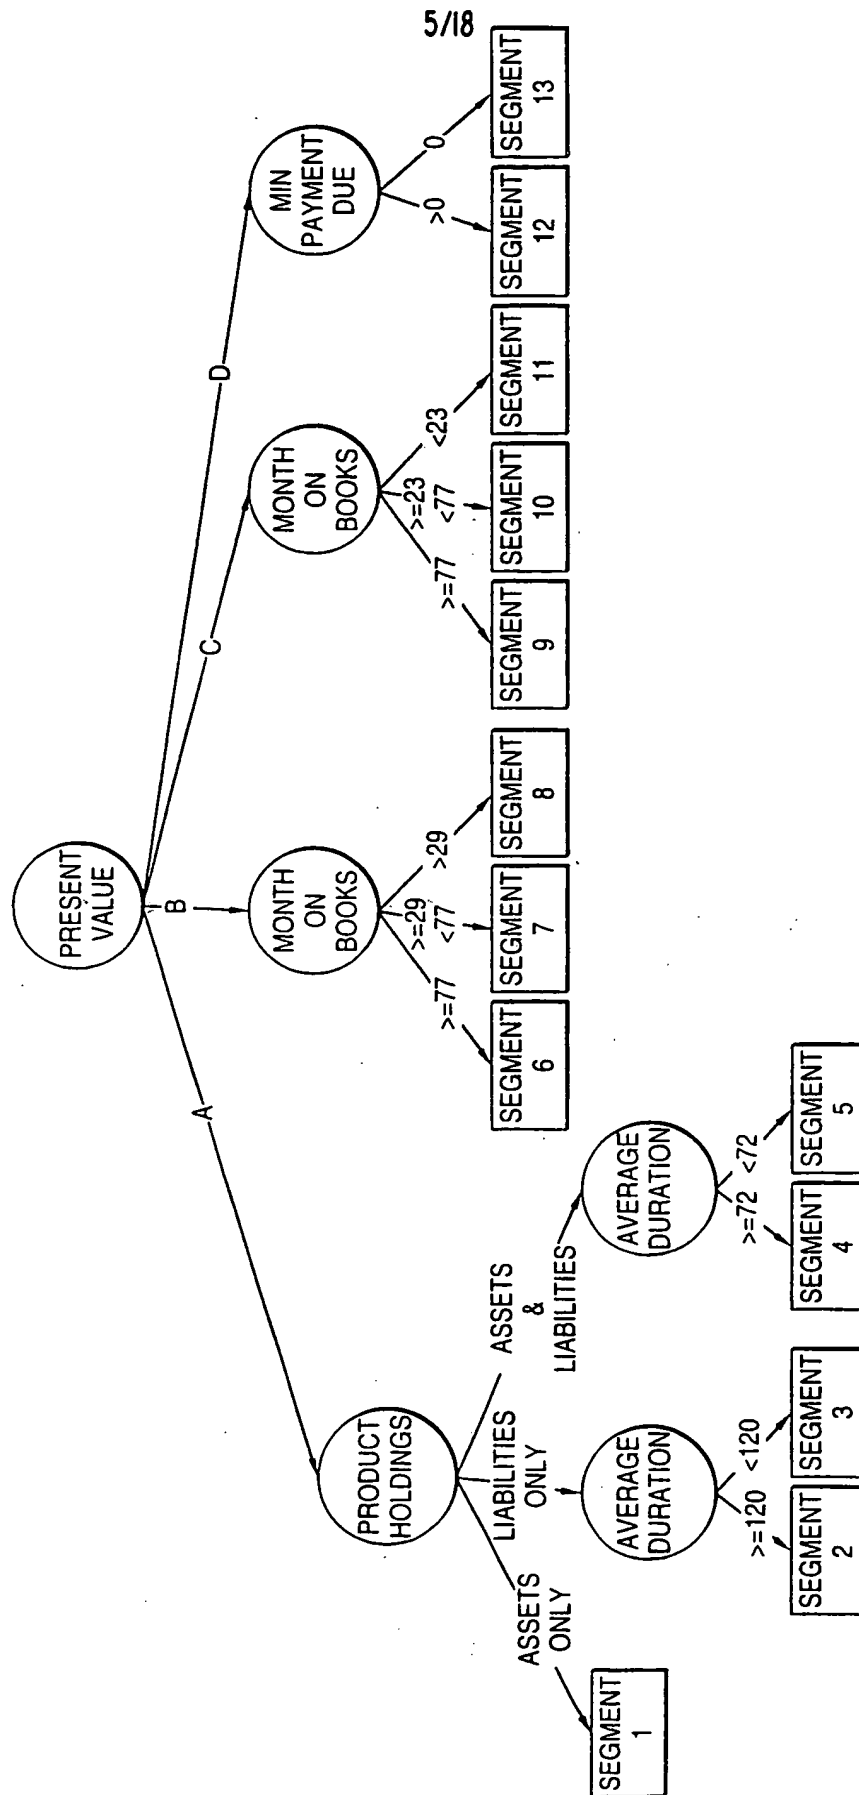 5/18
PRESENT
VALUE
A
B
C
D
PRODUCT
HOLDINGS
MONTH
ON
BOOKS
MONTH
ON
BOOKS
MIN
PAYMENT
DUE
ASSETS
ONLY
LIABILITIES
ONLY
ASSETS
&
LIABILITIES
>=77
>=29
<77
>29
>=77
>=23
<77
<23
>0
0
SEGMENT
6
SEGMENT
7
SEGMENT
8
SEGMENT
9
SEGMENT
10
SEGMENT
11
SEGMENT
12
SEGMENT
13
SEGMENT
1
AVERAGE
DURATION
AVERAGE
DURATION
>=120
<120
>=72
<72
SEGMENT
2
SEGMENT
3
SEGMENT
4
SEGMENT
5